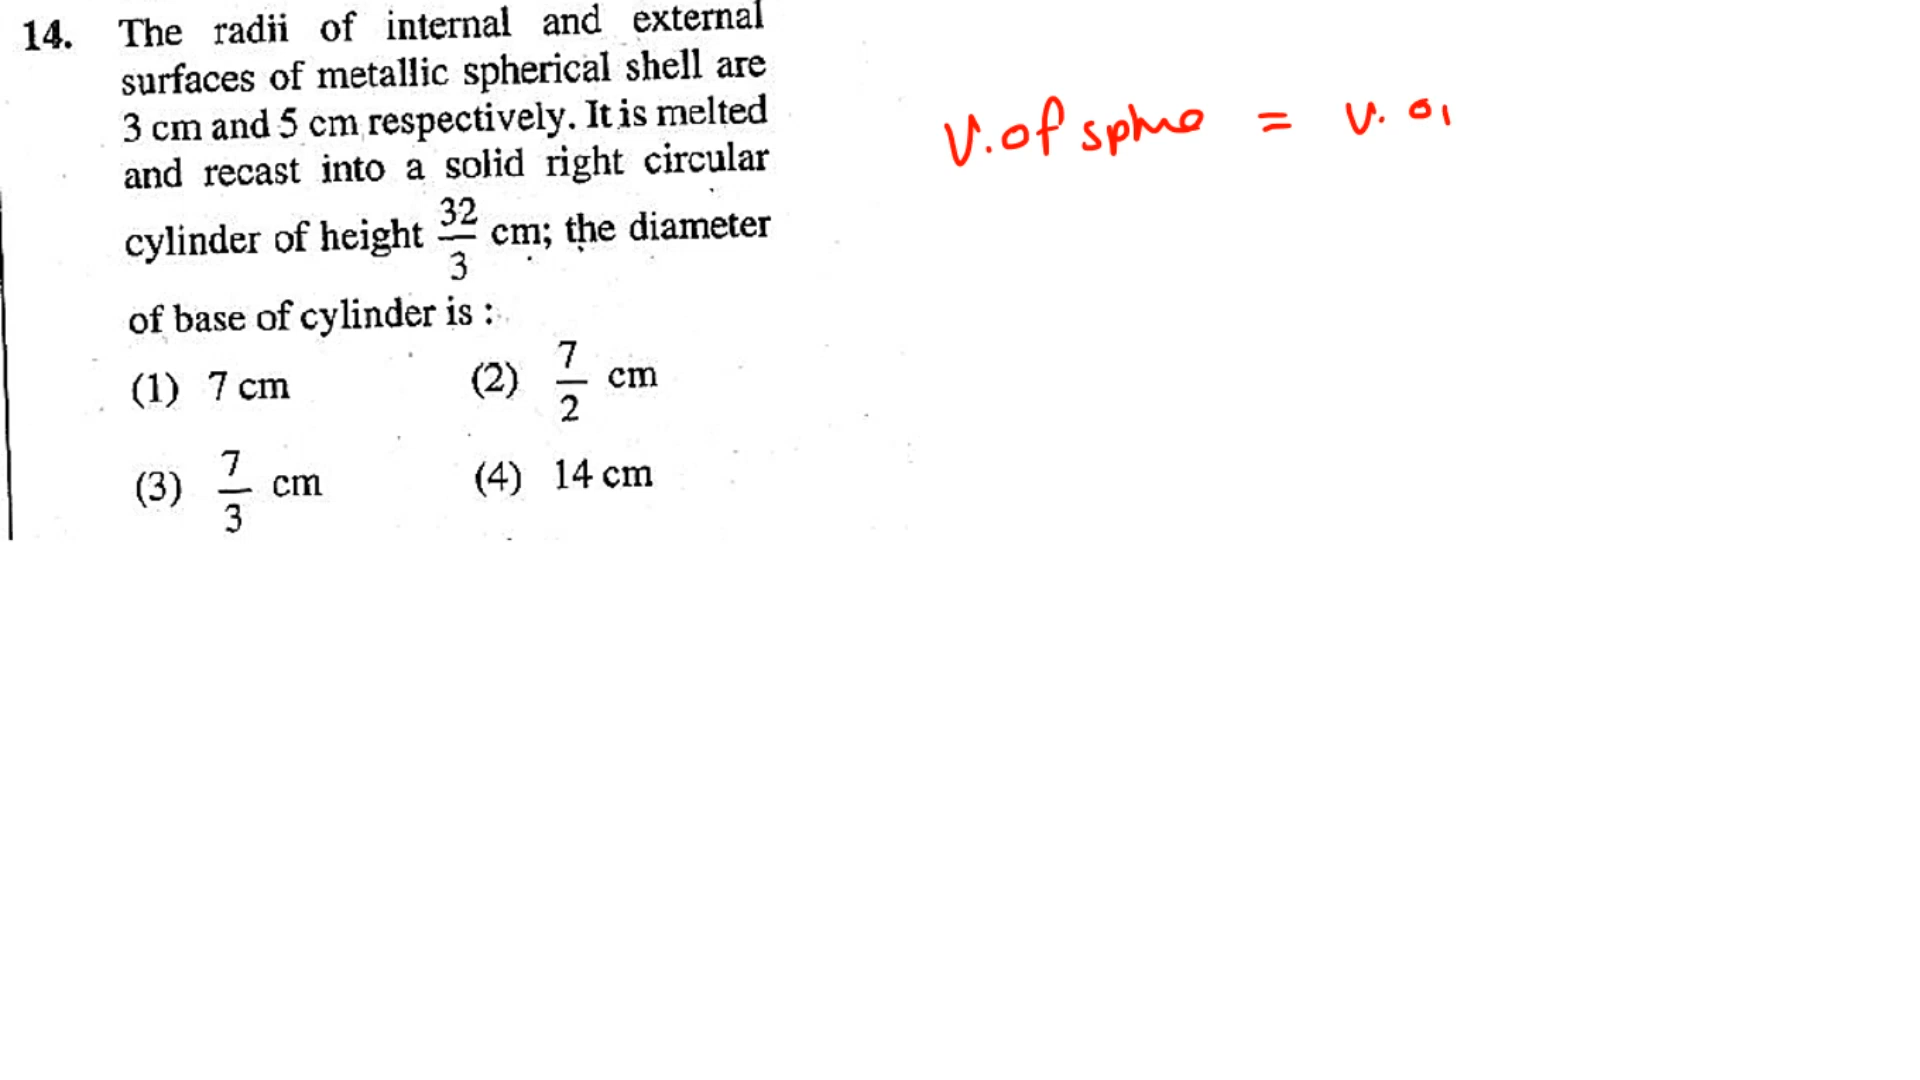 14. The radii of internal and external
surfaces of metallic spherical shell are
3 cm and 5 cm respectively. It is melted
and recast into a solid right circular
cylinder of height 32/3 cm; the diameter
of base of cylinder is :
(1) 7 cm (2) 7/2 cm
(3) 7/3 cm (4) 14 cm
V. of = V. o